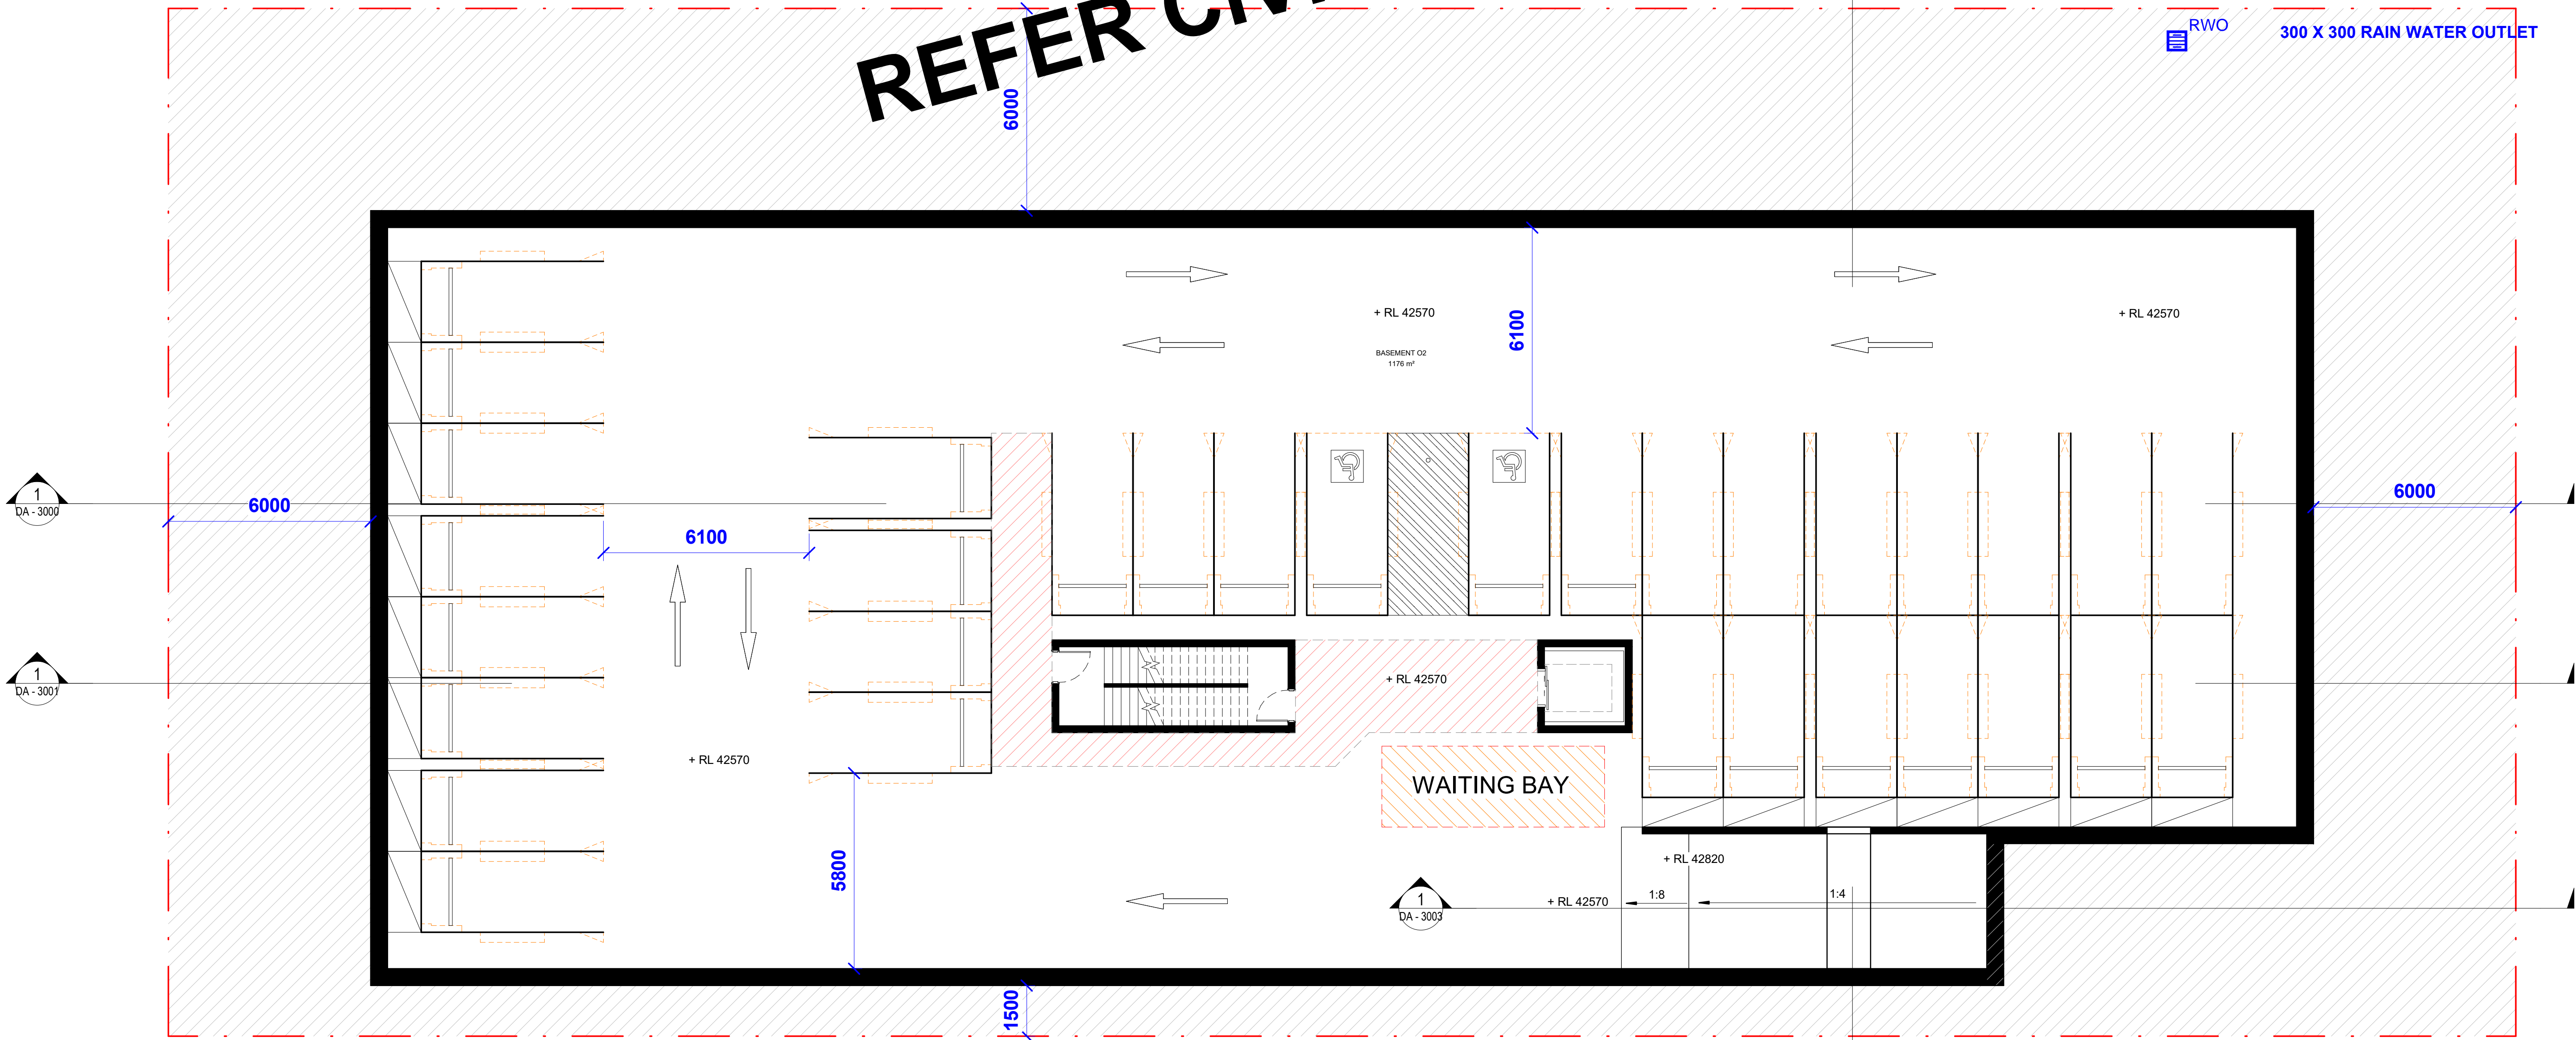 REFER
RWO
300 X 300 RAIN WATER OUTLET
6000
+ RL 42570
+ RL 42570
6100
BASEMENT O2
1176 m²
1
DA - 3000
6000
6100
6000
1
DA - 3001
+ RL 42570
+ RL 42570
WAITING BAY
5800
+ RL 42820
1
DA - 3003
+ RL 42570
1:8
1:4
1500